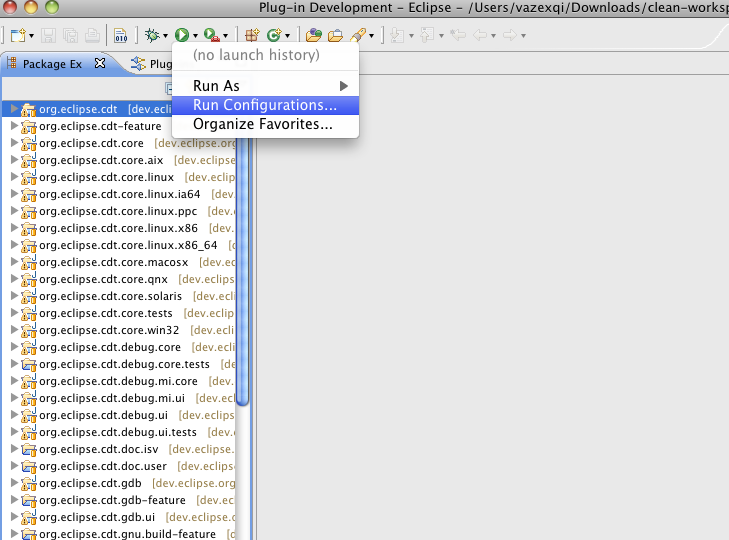 Plug-in Development - Eclipse - /Users/vazexqi/Downloads/clean-worksp
010
Package Ex
Plug
(no launch history)
Run As
Run Configurations...
Organize Favorites...
org.eclipse.cdt [dev.ecli
org.eclipse.cdt-feature
org.eclipse.cdt.core [dev.eclipse.org
org.eclipse.cdt.core.aix [dev.eclipse
org.eclipse.cdt.core.linux [dev.eclip
org.eclipse.cdt.core.linux.ia64 [dev
org.eclipse.cdt.core.linux.ppc [dev.
org.eclipse.cdt.core.linux.x86 [dev.
org.eclipse.cdt.core.linux.x86_64 [d
org.eclipse.cdt.core.macosx [dev.ec
org.eclipse.cdt.core.qnx [dev.eclips
org.eclipse.cdt.core.solaris [dev.ecli
org.eclipse.cdt.core.tests [dev.eclip
org.eclipse.cdt.core.win32 [dev.eclip
org.eclipse.cdt.debug.core [dev.ecli
org.eclipse.cdt.debug.core.tests [de
org.eclipse.cdt.debug.mi.core [dev.
org.eclipse.cdt.debug.mi.ui [dev.ecl
org.eclipse.cdt.debug.ui [dev.eclips
org.eclipse.cdt.debug.ui.tests [dev.e
org.eclipse.cdt.doc.isv [dev.eclipse.
org.eclipse.cdt.doc.user [dev.eclipse
org.eclipse.cdt.gdb [dev.eclipse.org
org.eclipse.cdt.gdb-feature [dev.ecl
org.eclipse.cdt.gdb.ui [dev.eclipse.o
org.eclipse.cdt.gnu.build-feature [d